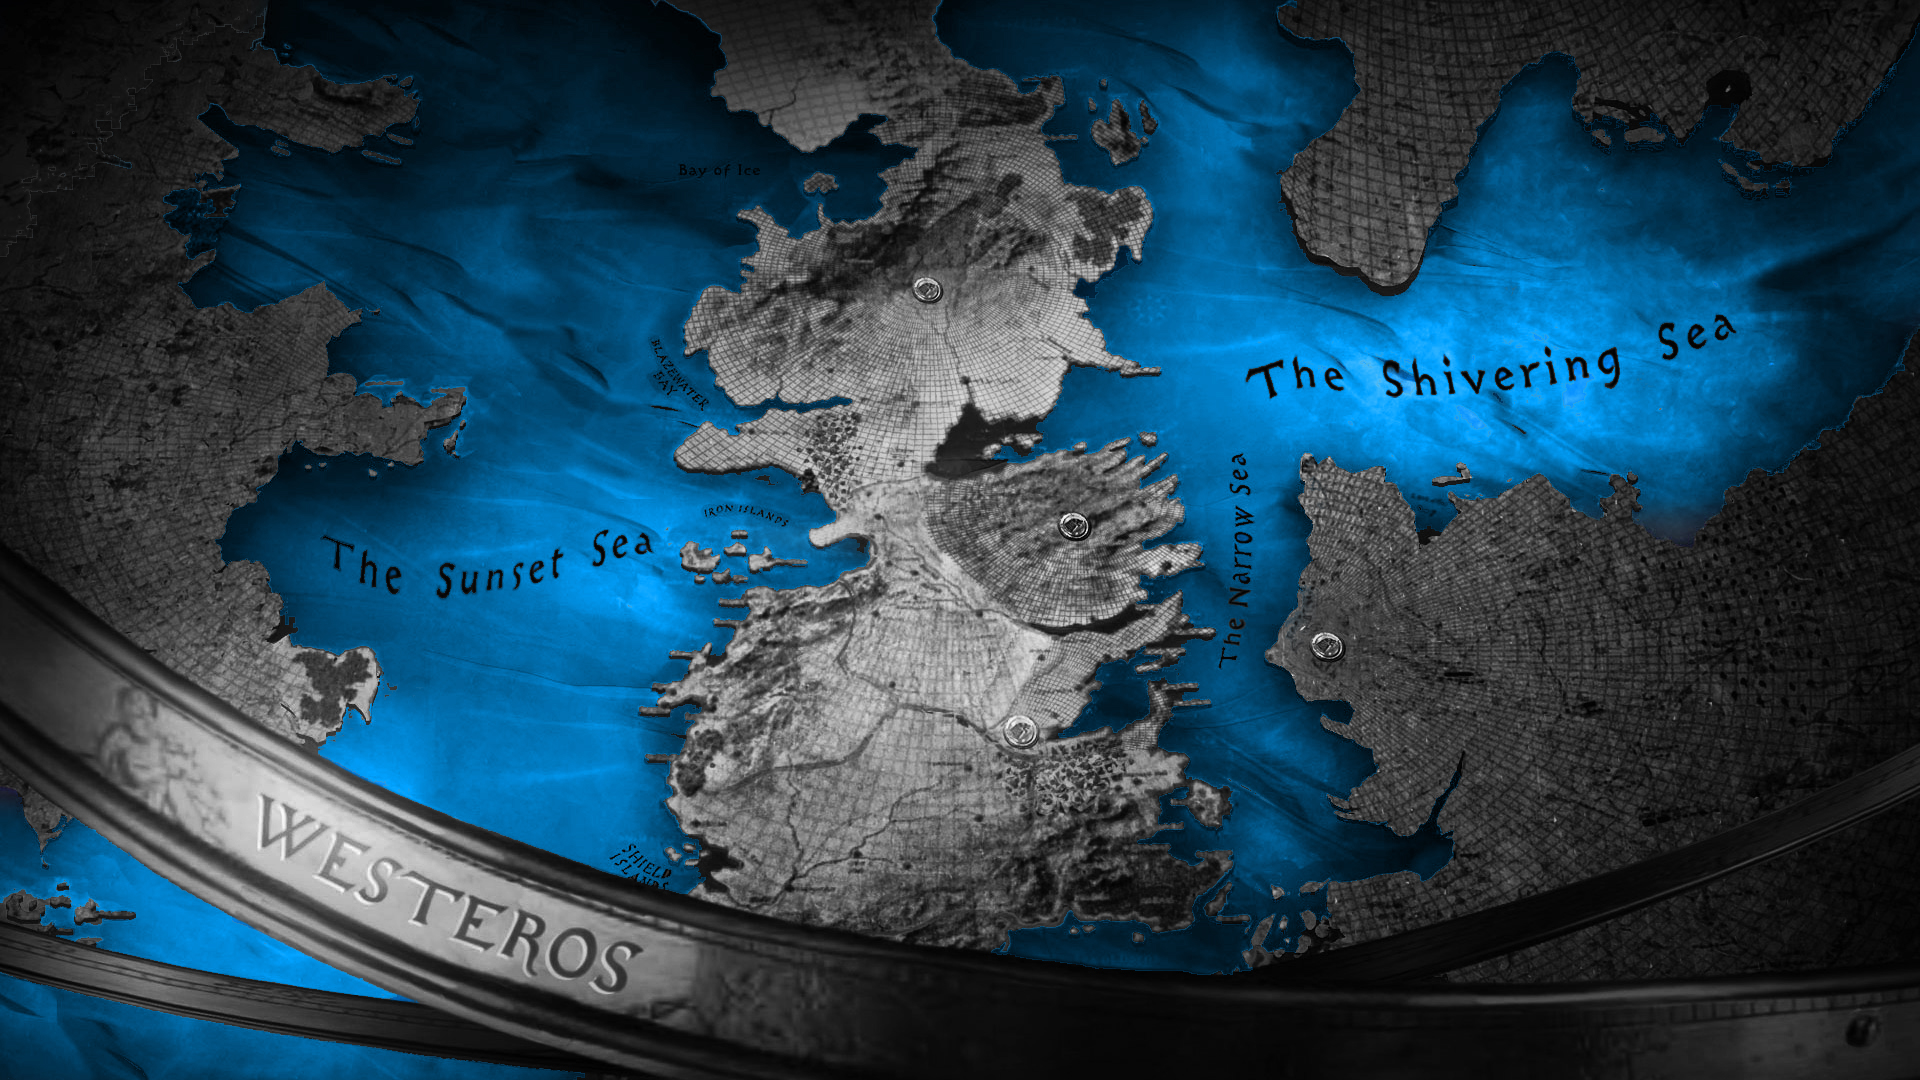 Bay of Ice
The Shivering Sea
BLAZEWATER
BAY
The Narrow Sea
IRON ISLANDS
The Sunset Sea
WESTEROS
SHIELD
ISLANDS